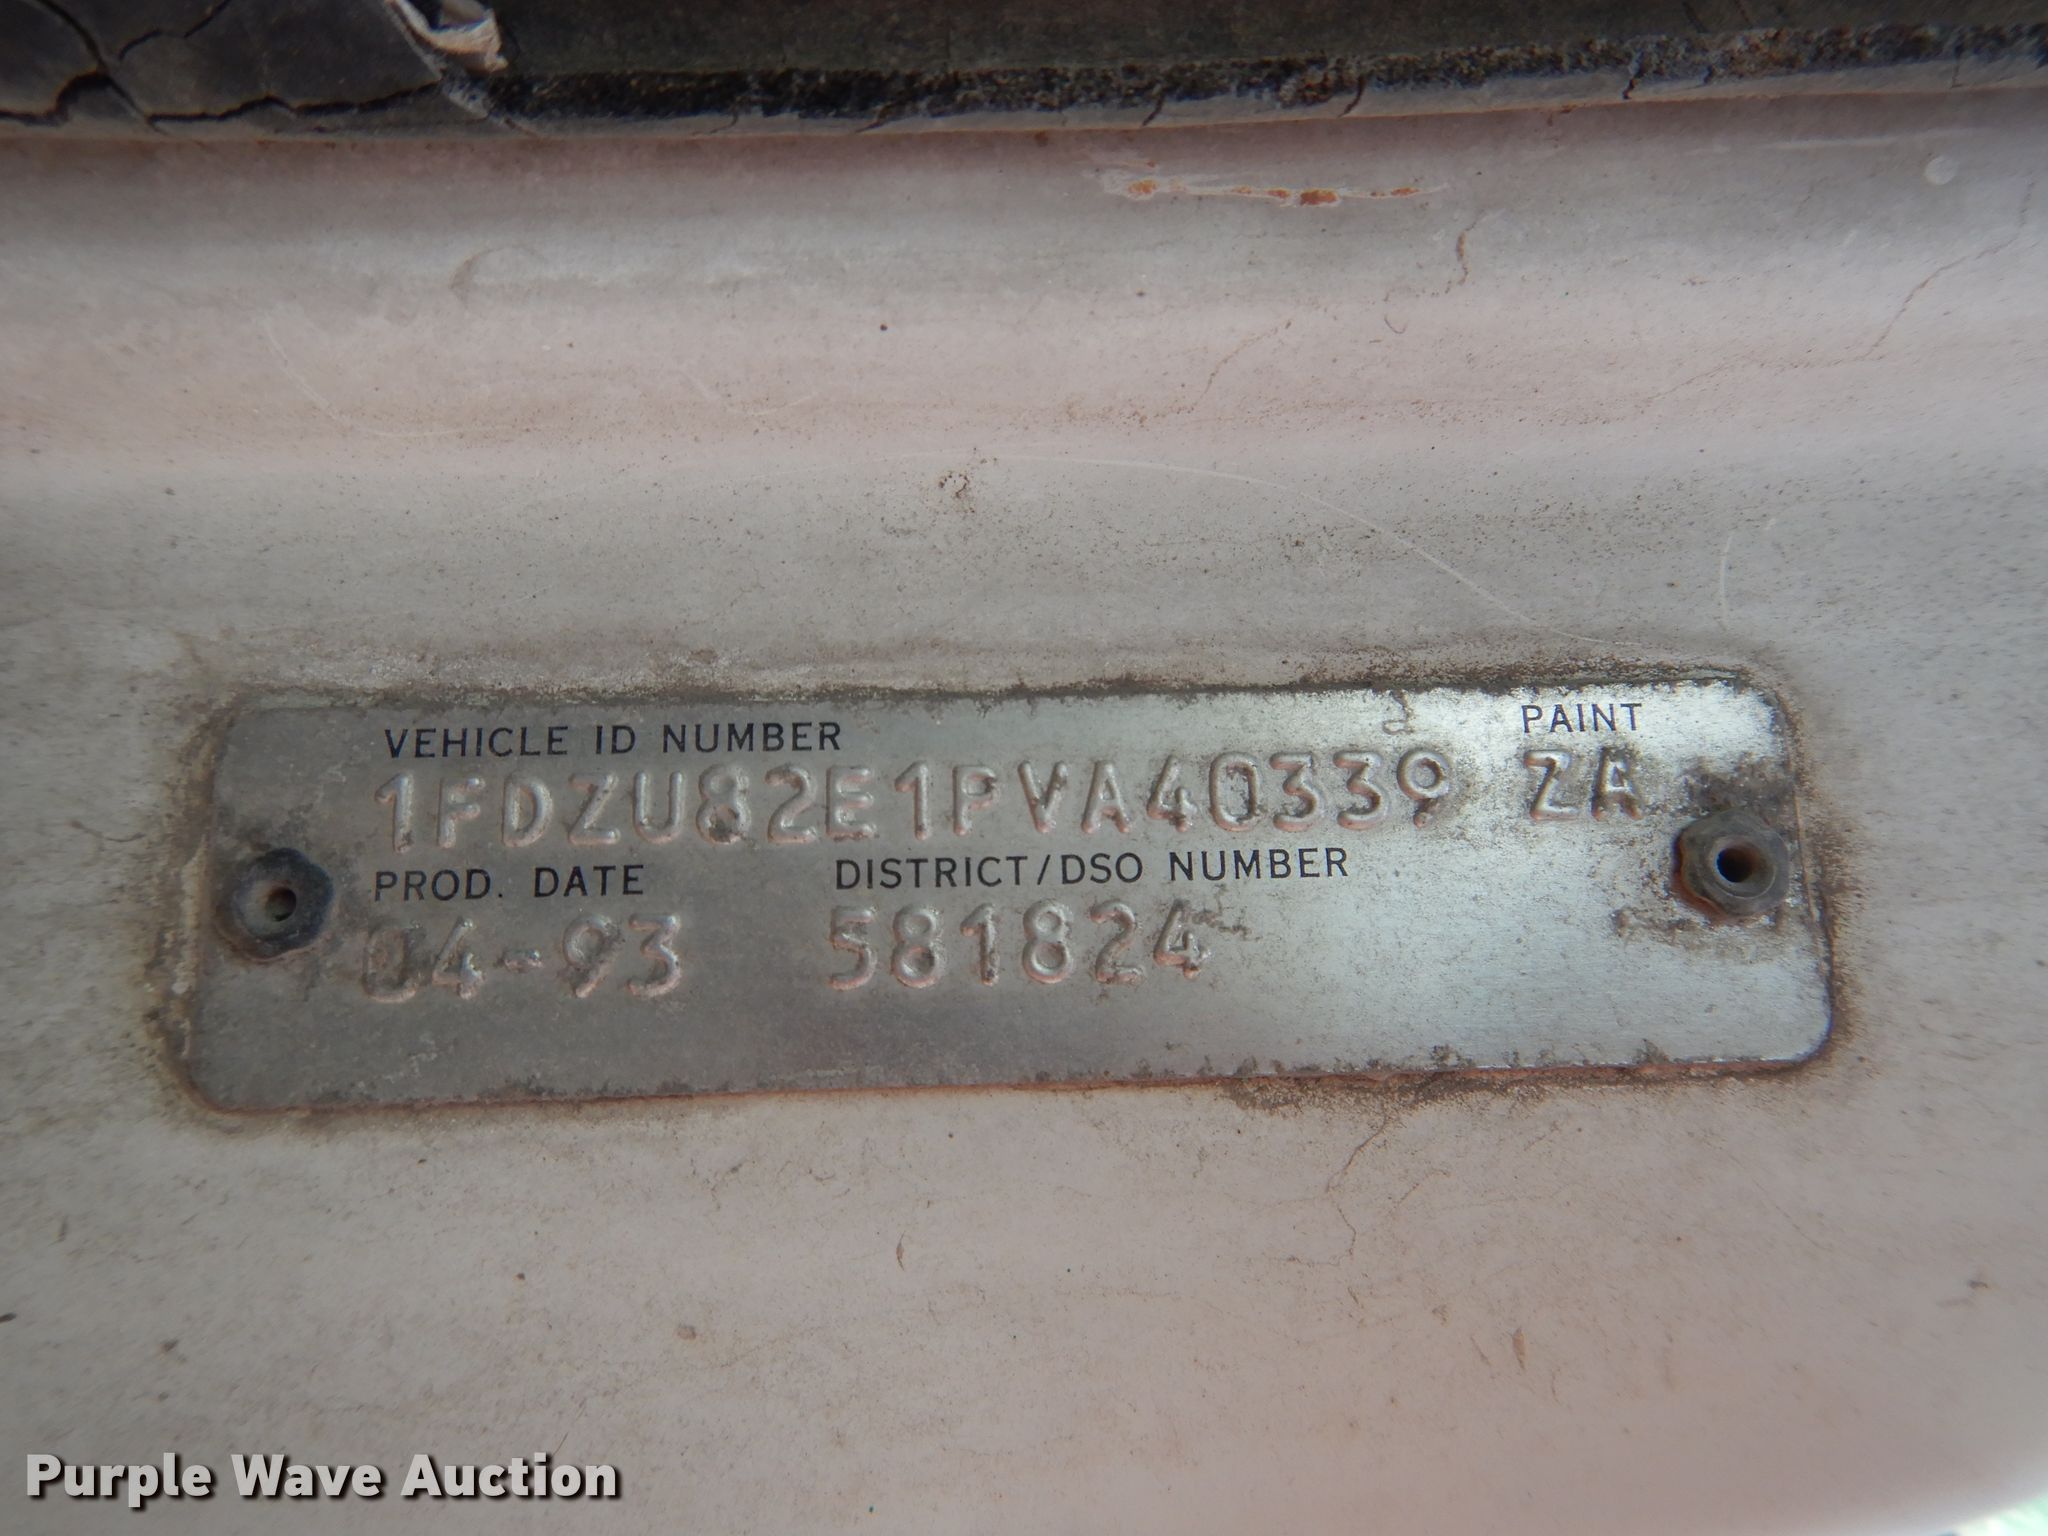 VEHICLE ID NUMBER PAINT
1FDZU82E1PVA40339 ZA
PROD. DATE DISTRICT/DSO NUMBER
04-93 581824
Purple Wave Auction